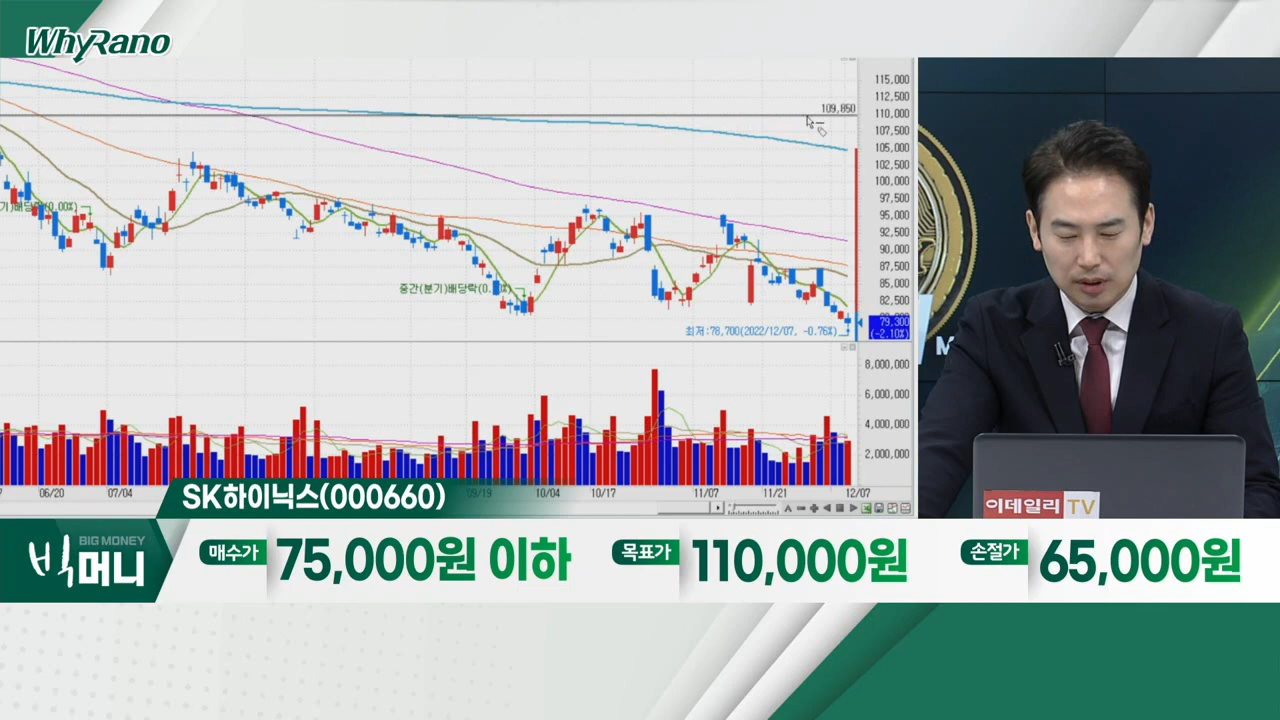 WhyRano
115,000
112,500
109,850
110,000
107,500
105,000
102,500
100,000
97,500
95,000
92,500
90,000
87,500
85,000
82,500
79,300
(-2.10%)
중간(분기)배당락(0.
최저:78,700(2022/12/07, -0.76%)
8,000,000
6,000,000
4,000,000
2,000,000
06/20
07/04
09/19
10/04
10/17
11/07
11/21
12/07
M
이데일리 TV
SK하이닉스(000660)
BIG MONEY
빅머니
매수가 75,000원 이하
목표가 110,000원
손절가 65,000원